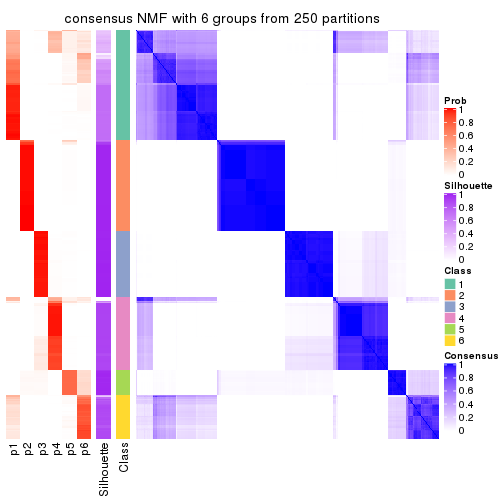 consensus NMF with 6 groups from 250 partitions
Prob
1
0.8
0.6
0.4
0.2
0
Silhouette
1
0.8
0.6
0.4
0.2
0
Class
1
2
3
4
5
6
Consensus
1
0.8
0.6
0.4
0.2
0
p1
p2
p3
p4
p5
p6
Silhouette
Class